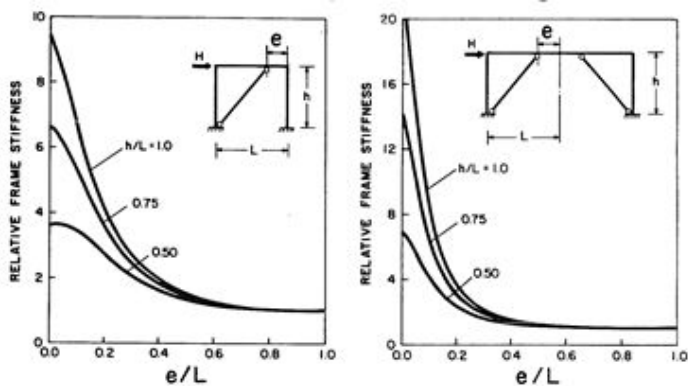 RELATIVE FRAME STIFFNESS
10
8
6
4
2
0
0.0
0.2
0.4
0.6
0.8
1.0
e/L
h/L = 1.0
0.75
0.50
H
e
h
L
RELATIVE FRAME STIFFNESS
20
16
12
8
4
0
0.0
0.2
0.4
0.6
0.8
1.0
e/L
h/L = 1.0
0.75
0.50
H
e
h
L